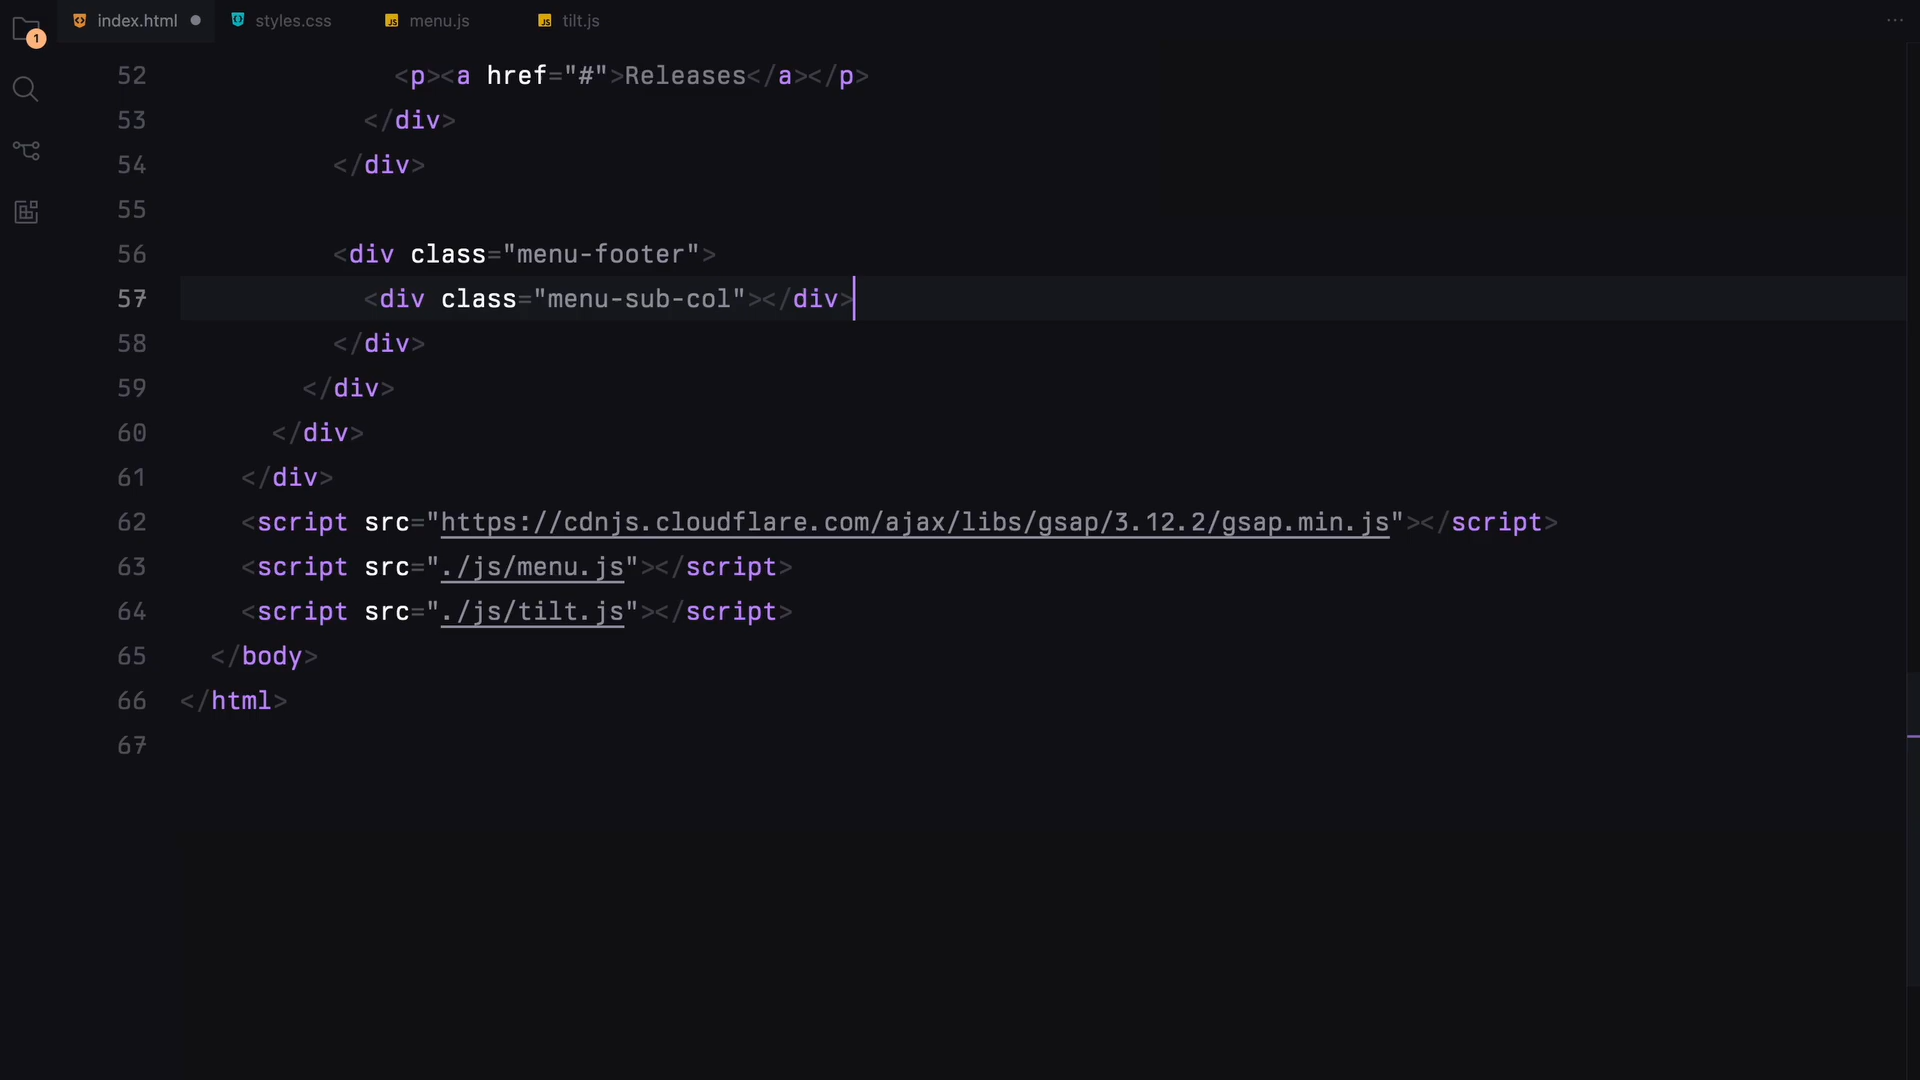 1
index.html
styles.css
JS menu.js
JS tilt.js
52 <p><a href="#">Releases</a></p>
53 </div>
54 </div>
55
56 <div class="menu-footer">
57 <div class="menu-sub-col"></div>
58 </div>
59 </div>
60 </div>
61 </div>
62 <script src="https://cdnjs.cloudflare.com/ajax/libs/gsap/3.12.2/gsap.min.js"></script>
63 <script src="./js/menu.js"></script>
64 <script src="./js/tilt.js"></script>
65 </body>
66 </html>
67